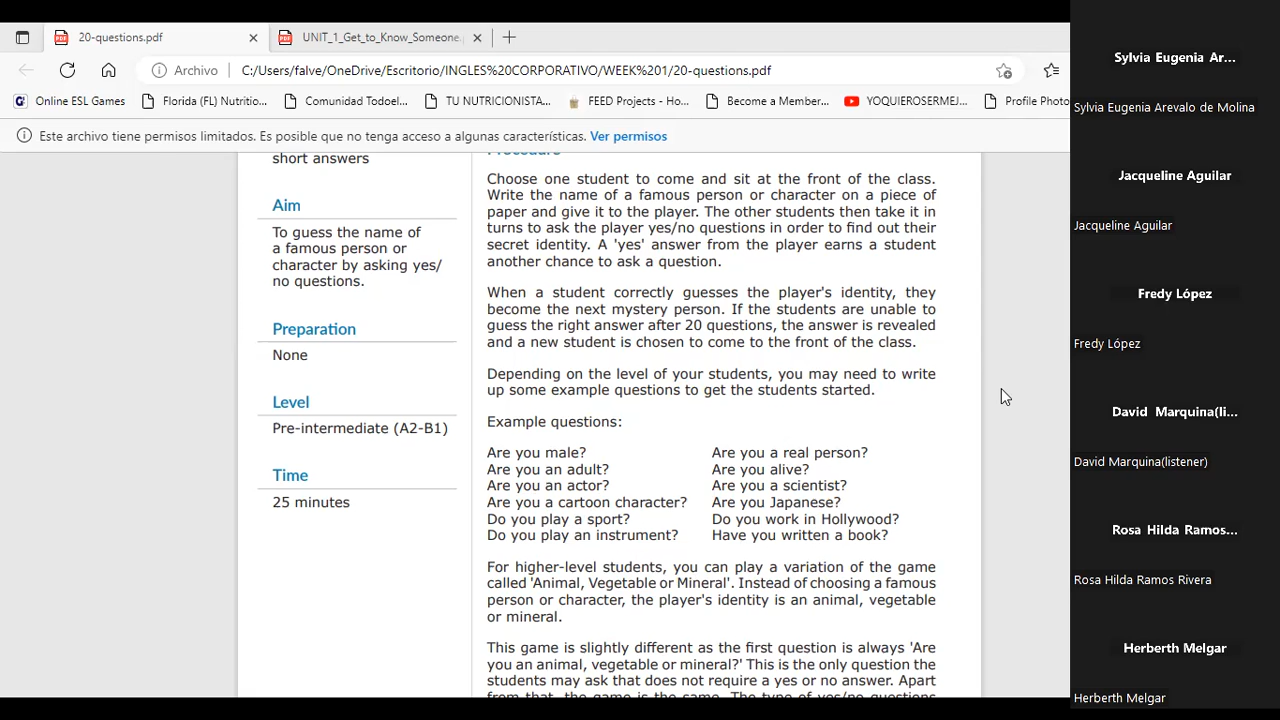 20-questions.pdf
UNIT_1_Get_to_Know_Someone.
Archivo
C:/Users/falve/OneDrive/Escritorio/INGLES%20CORPORATIVO/WEEK%201/20-questions.pdf
Online ESL Games
Florida (FL) Nutritio...
Comunidad Todoel...
TU NUTRICIONISTA...
FEED Projects - Ho...
Become a Member...
YOQUIEROSERMEJ...
Profile Photo
Este archivo tiene permisos limitados. Es posible que no tenga acceso a algunas características. Ver permisos
short answers
Aim
To guess the name of
a famous person or
character by asking yes/
no questions.
Preparation
None
Level
Pre-intermediate (A2-B1)
Time
25 minutes
Procedure
Choose one student to come and sit at the front of the class.
Write the name of a famous person or character on a piece of
paper and give it to the player. The other students then take it in
turns to ask the player yes/no questions in order to find out their
secret identity. A 'yes' answer from the player earns a student
another chance to ask a question.
When a student correctly guesses the player's identity, they
become the next mystery person. If the students are unable to
guess the right answer after 20 questions, the answer is revealed
and a new student is chosen to come to the front of the class.
Depending on the level of your students, you may need to write
up some example questions to get the students started.
Example questions:
Are you male?
Are you an adult?
Are you an actor?
Are you a cartoon character?
Do you play a sport?
Do you play an instrument?
Are you a real person?
Are you alive?
Are you a scientist?
Are you Japanese?
Do you work in Hollywood?
Have you written a book?
For higher-level students, you can play a variation of the game
called 'Animal, Vegetable or Mineral'. Instead of choosing a famous
person or character, the player's identity is an animal, vegetable
or mineral.
This game is slightly different as the first question is always 'Are
you an animal, vegetable or mineral?' This is the only question the
students may ask that does not require a yes or no answer. Apart
from that, the game is the same. The type of yes/no questions
Sylvia Eugenia Ar...
Sylvia Eugenia Arevalo de Molina
Jacqueline Aguilar
Jacqueline Aguilar
Fredy López
Fredy López
David Marquina(li...
David Marquina(listener)
Rosa Hilda Ramos...
Rosa Hilda Ramos Rivera
Herberth Melgar
Herberth Melgar